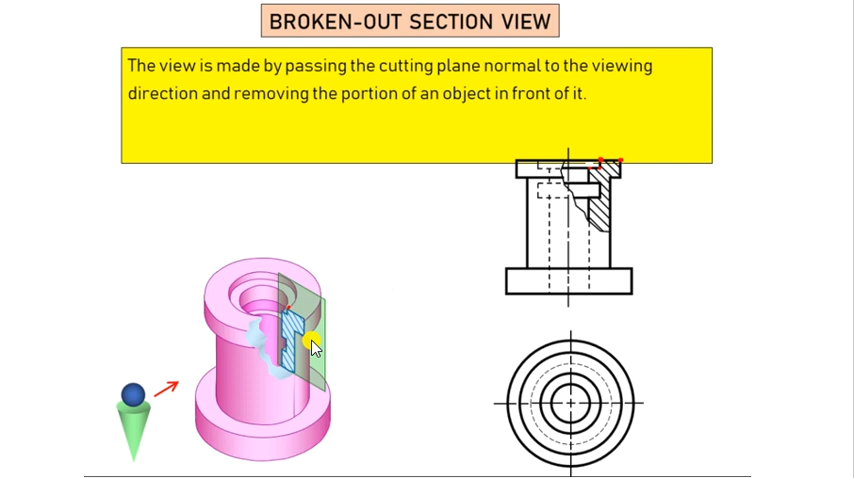 BROKEN-OUT SECTION VIEW
The view is made by passing the cutting plane normal to the viewing
direction and removing the portion of an object in front of it.